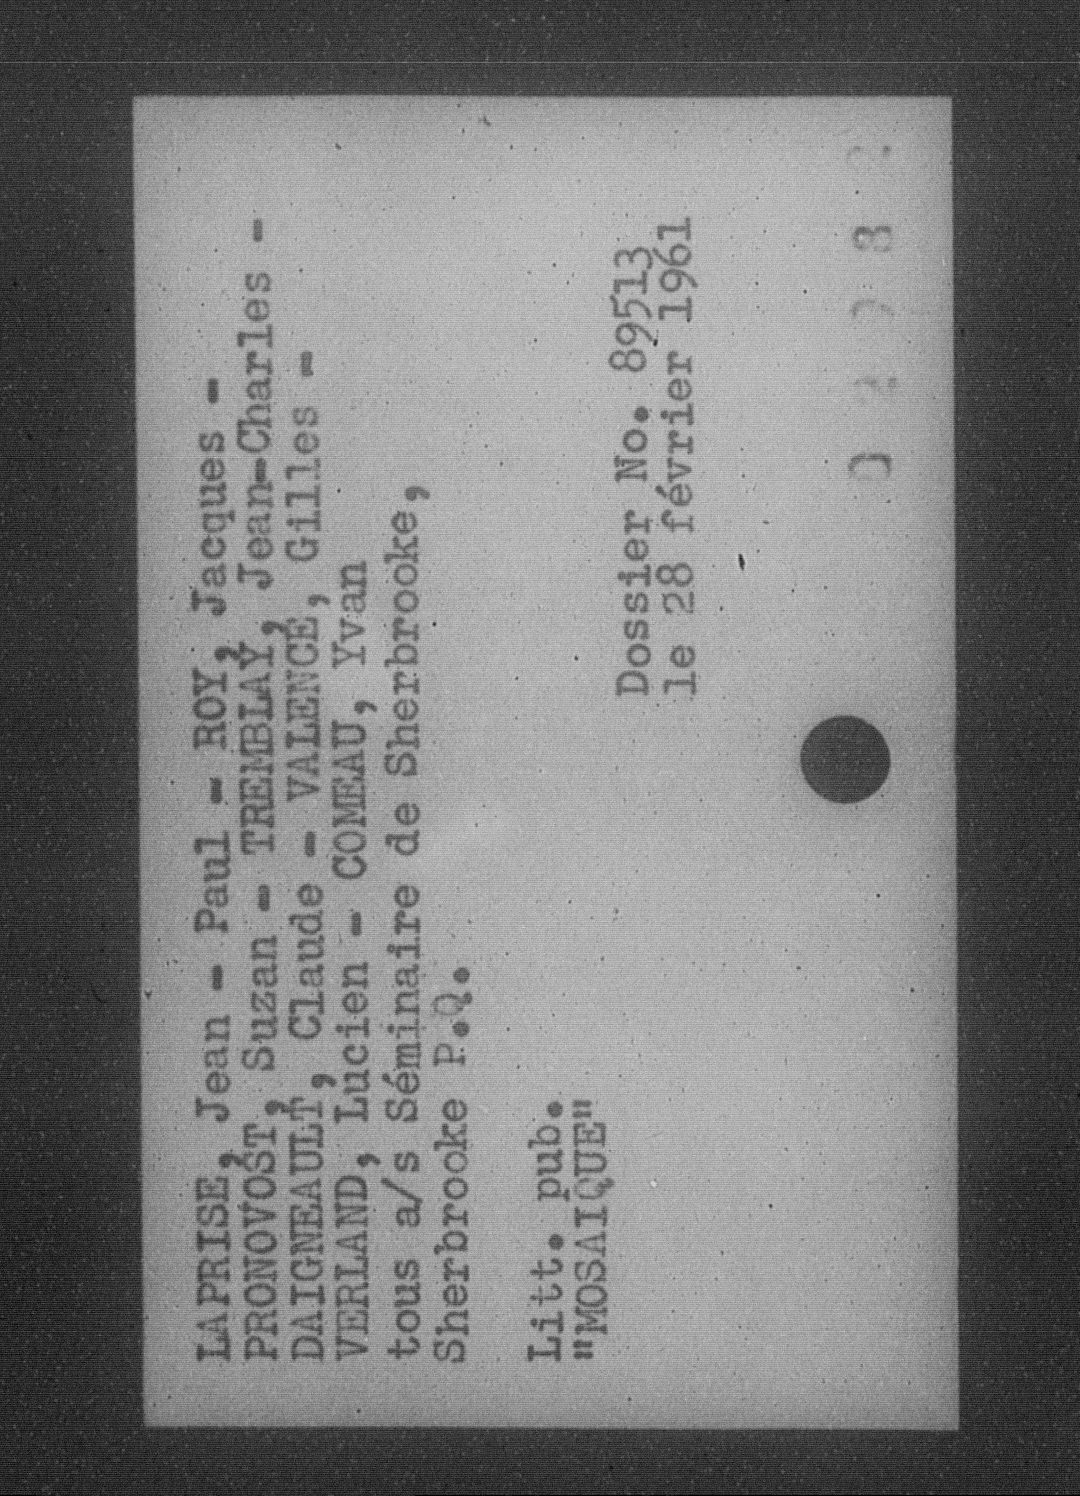 LAPRISE, Jean - Paul - ROY, Jacques -
PRONOVOST, Suzan - TREMBLAY, Jean-Charles -
DAIGNEAULT, Claude - VALENCE, Gilles -
VERLAND, Lucien - COMEAU, Yvan
tous a/s Séminaire de Sherbrooke,
Sherbrooke P.Q.
Litt. pub.
"MOSAIQUE"
Dossier No. 89513
le 28 février 1961